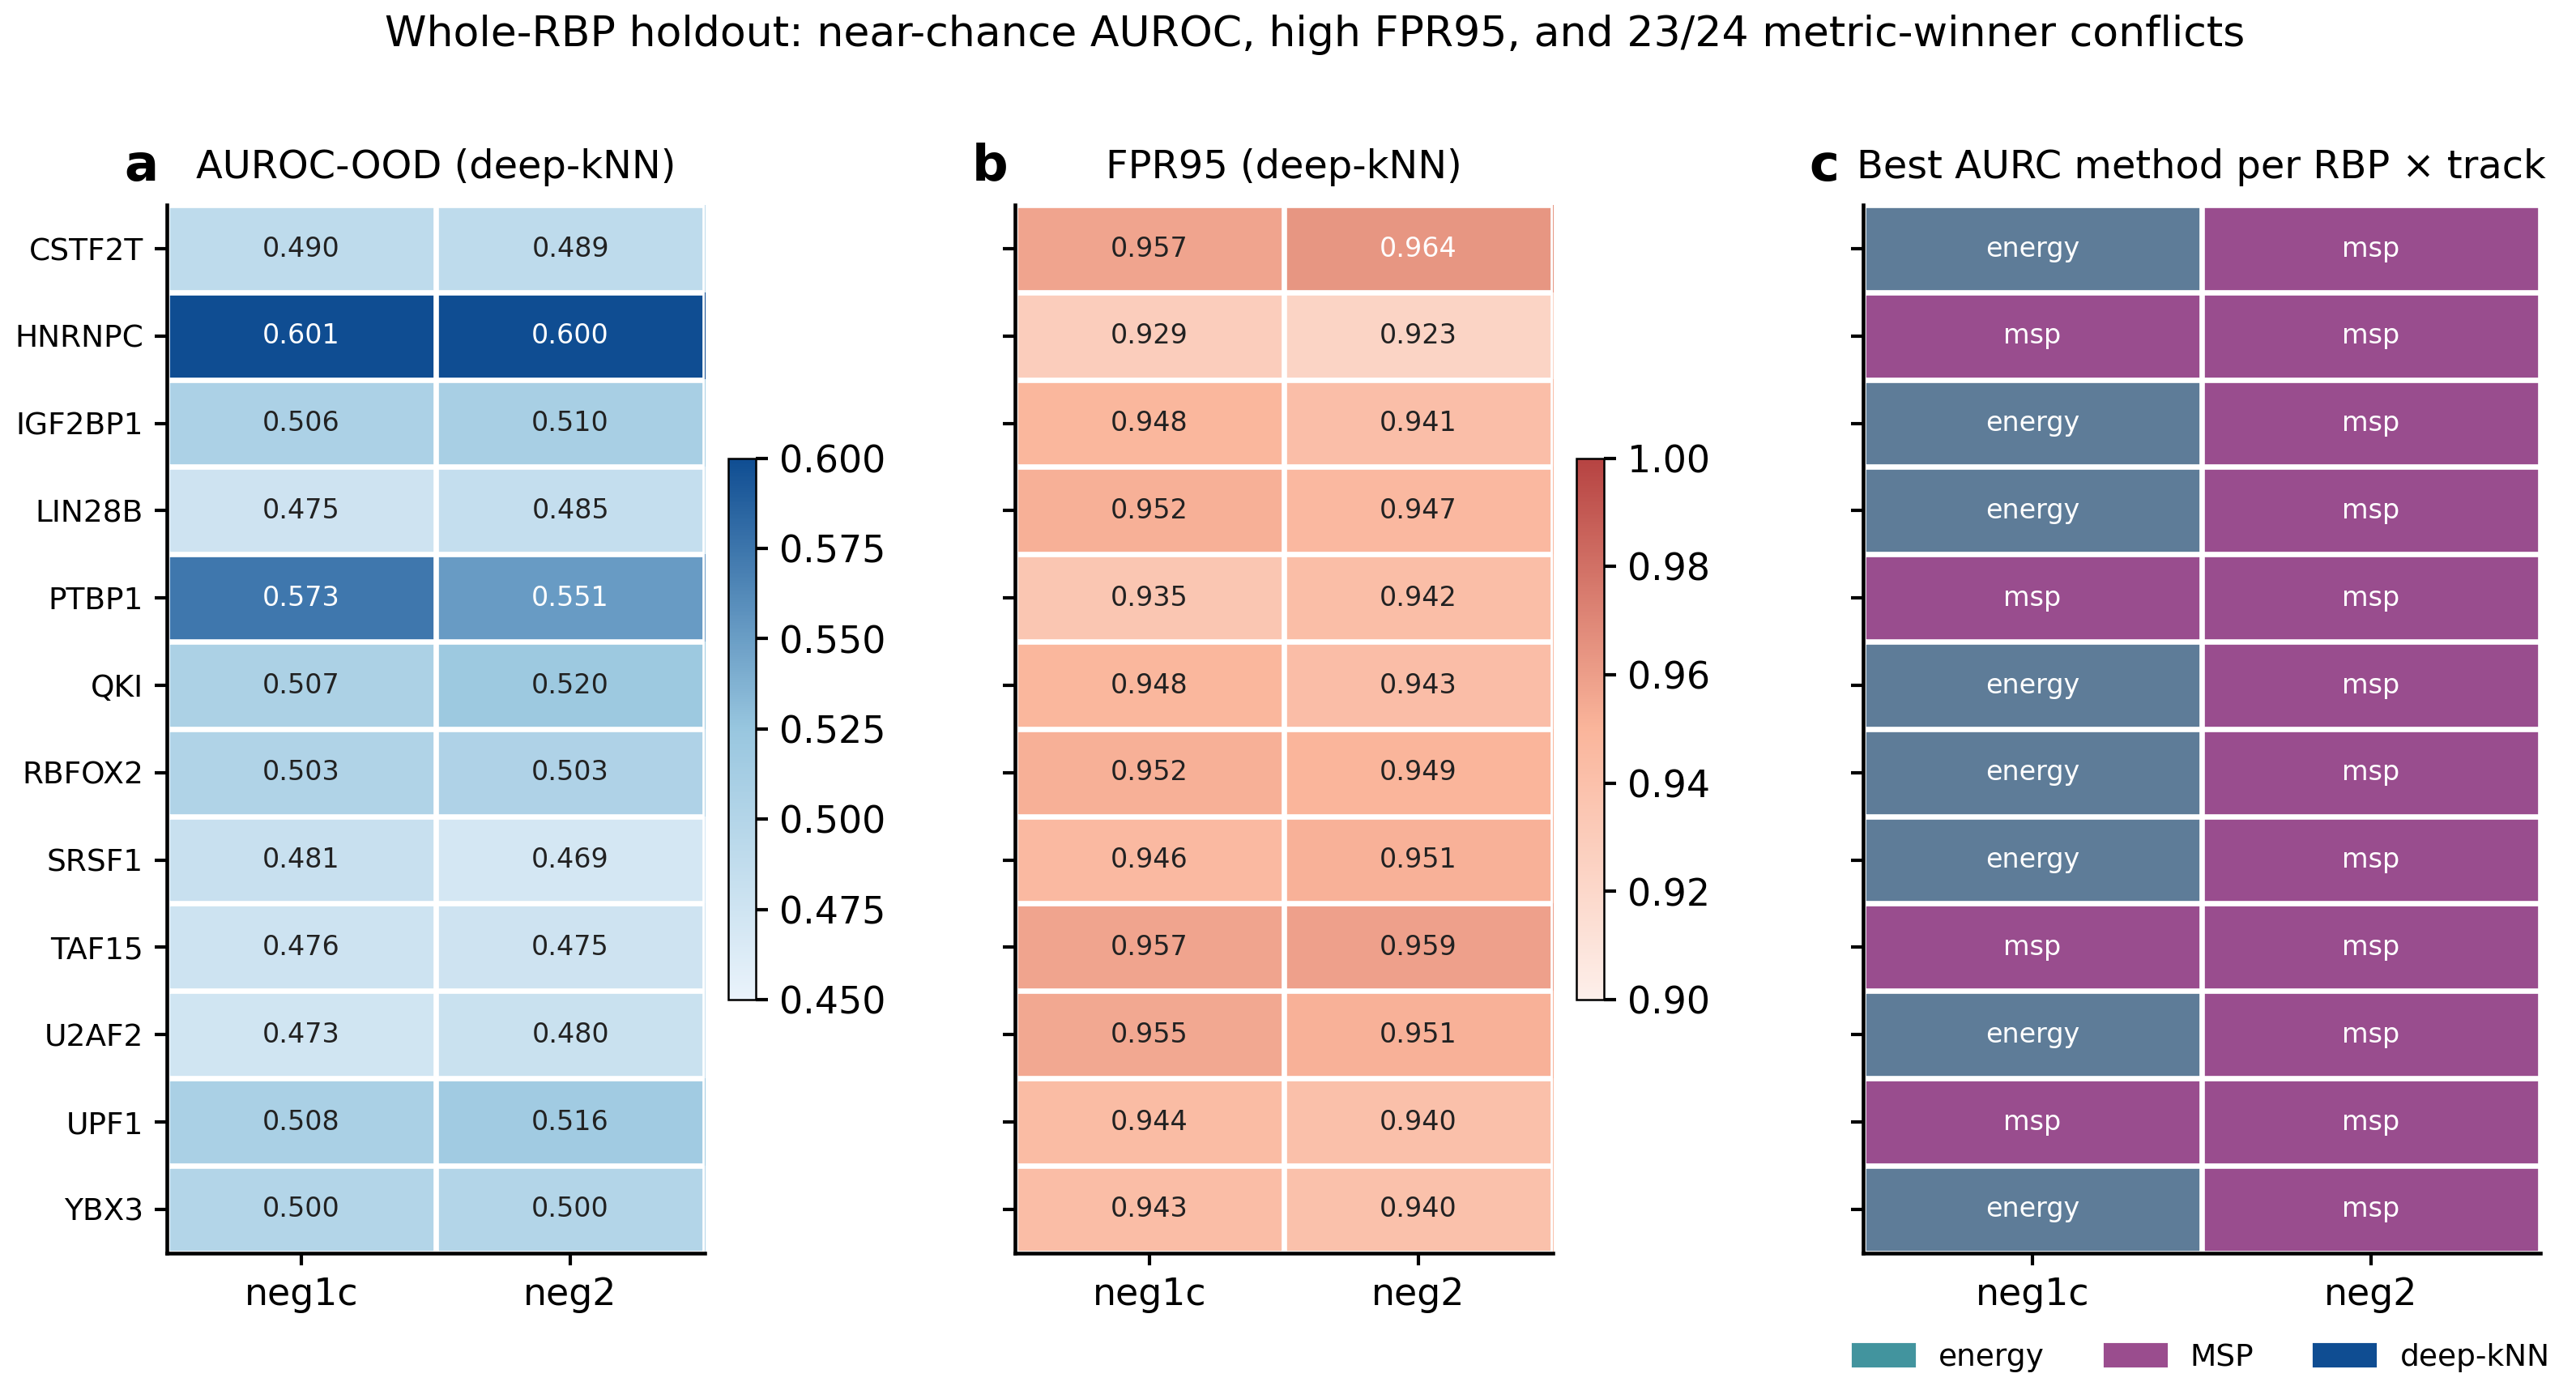 Whole-RBP holdout: near-chance AUROC, high FPR95, and 23/24 metric-winner conflicts
a AUROC-OOD (deep-kNN)
CSTF2T 0.490 0.489
HNRNPC 0.601 0.600
IGF2BP1 0.506 0.510
LIN28B 0.475 0.485
PTBP1 0.573 0.551
QKI 0.507 0.520
RBFOX2 0.503 0.503
SRSF1 0.481 0.469
TAF15 0.476 0.475
U2AF2 0.473 0.480
UPF1 0.508 0.516
YBX3 0.500 0.500
neg1c neg2
0.600
0.575
0.550
0.525
0.500
0.475
0.450
b FPR95 (deep-kNN)
0.957 0.964
0.929 0.923
0.948 0.941
0.952 0.947
0.935 0.942
0.948 0.943
0.952 0.949
0.946 0.951
0.957 0.959
0.955 0.951
0.944 0.940
0.943 0.940
neg1c neg2
1.00
0.98
0.96
0.94
0.92
0.90
c Best AURC method per RBP × track
energy msp
msp msp
energy msp
energy msp
msp msp
energy msp
energy msp
energy msp
msp msp
energy msp
msp msp
energy msp
neg1c neg2
energy MSP deep-kNN